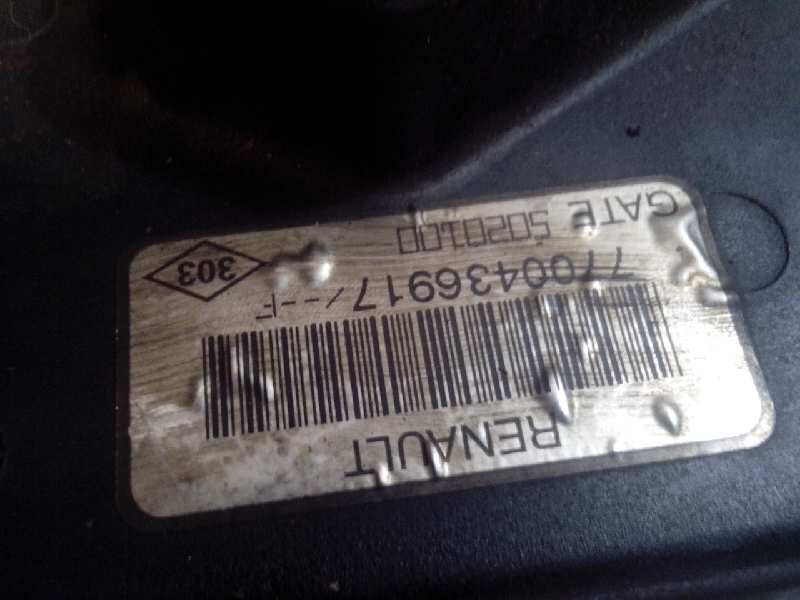 RENAULT
7700436917/--F
303
GATE 5020100